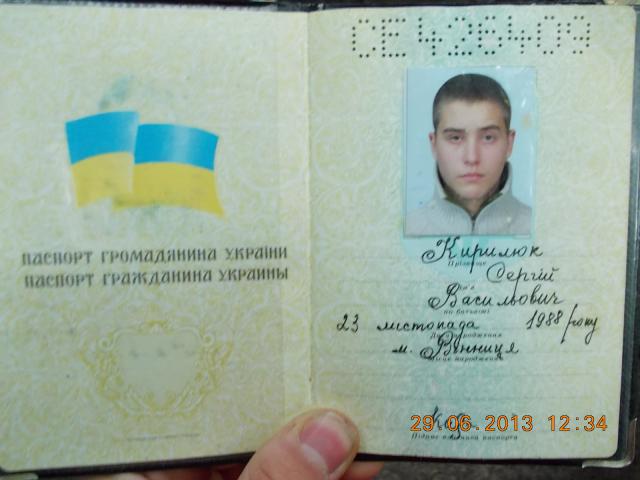 ПАСПОРТ ГРОМАДЯНИНА УКРАЇНИ
ПАСПОРТ ГРАЖДАНИНА УКРАИНЫ
СЕ426409
Кирилюк
Прізвище
Сергій
Ім'я
Васильович
по батькові
23 листопада 1988 року
Дата народження
м. Вінниця
Місце народження
Підпис власника паспорта
29 06 2013 12:34